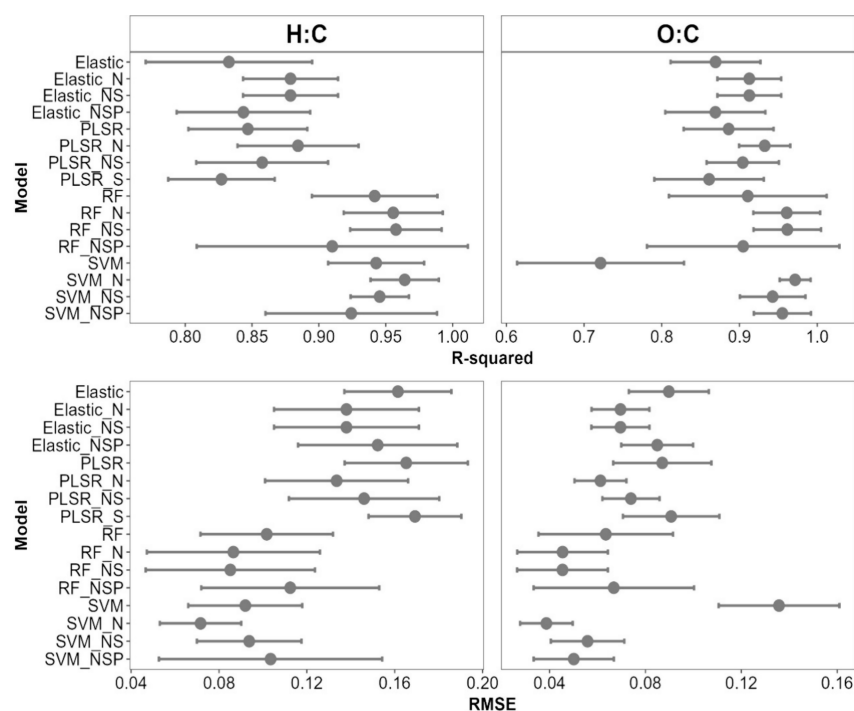 H:C O:C
Elastic
Elastic_N
Elastic_NS
Elastic_NSP
PLSR
PLSR_N
PLSR_NS
PLSR_S
RF
RF_N
RF_NS
RF_NSP
SVM
SVM_N
SVM_NS
SVM_NSP
Model
0.80 0.85 0.90 0.95 1.00 0.6 0.7 0.8 0.9 1.0
R-squared
Elastic
Elastic_N
Elastic_NS
Elastic_NSP
PLSR
PLSR_N
PLSR_NS
PLSR_S
RF
RF_N
RF_NS
RF_NSP
SVM
SVM_N
SVM_NS
SVM_NSP
Model
0.04 0.08 0.12 0.16 0.20 0.04 0.08 0.12 0.16
RMSE